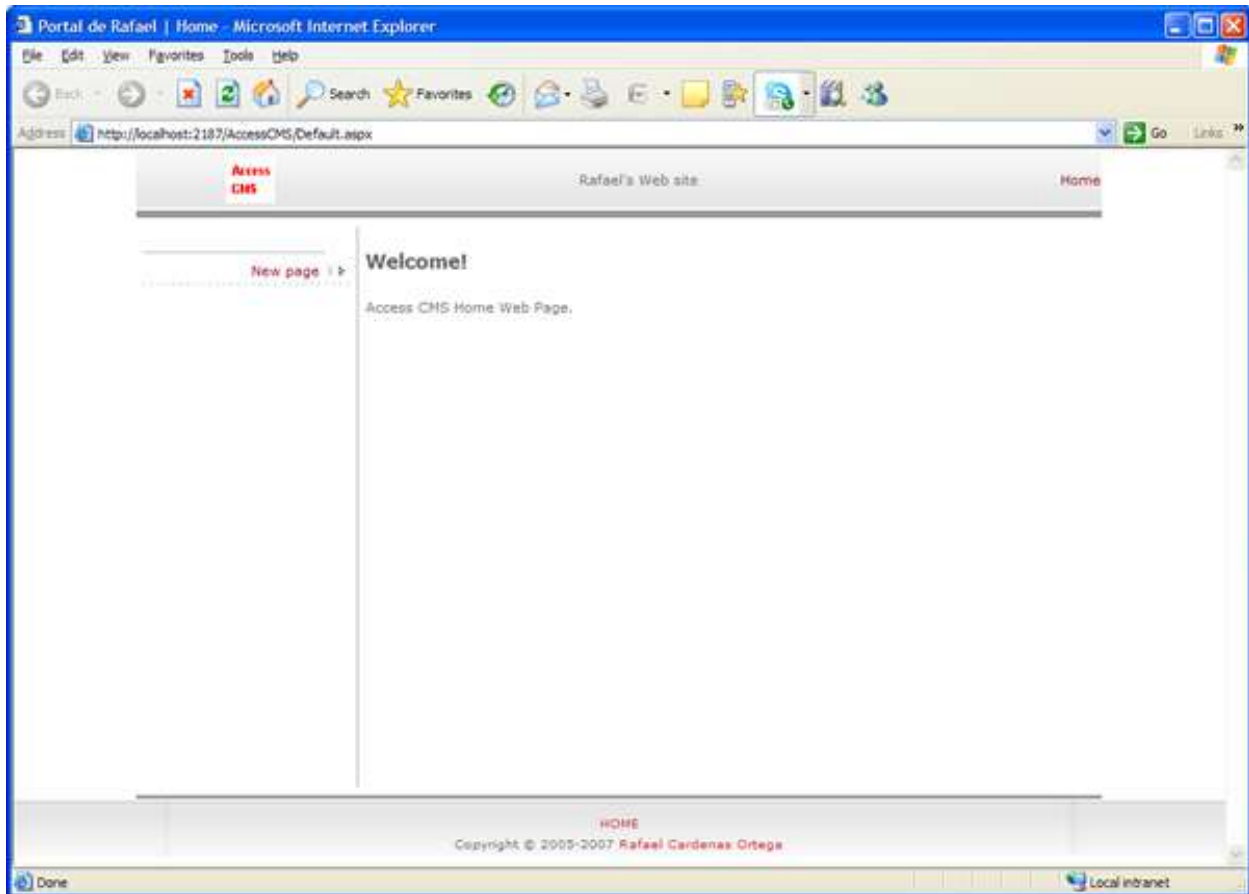 Portal de Rafael | Home - Microsoft Internet Explorer
File Edit View Favorites Tools Help
Back Search Favorites
Address http://localhost:2187/AccessCMS/Default.aspx Go Links »
Access
CMS
Rafael's Web site
Home
New page
Welcome!
Access CMS Home Web Page.
HOME
Copyright © 2005-2007 Rafael Cardenas Ortega
Done Local intranet